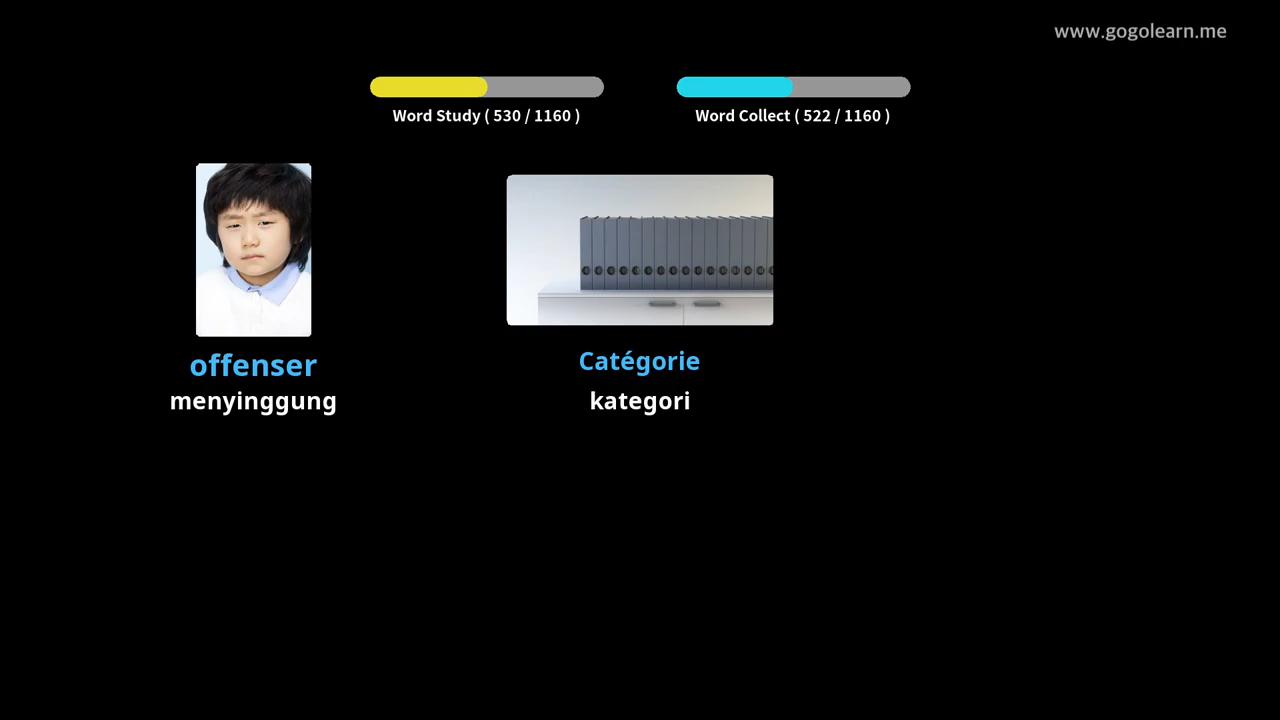 www.gogolearn.me
Word Study ( 530 / 1160 )
Word Collect ( 522 / 1160 )
offenser
menyinggung
Catégorie
kategori